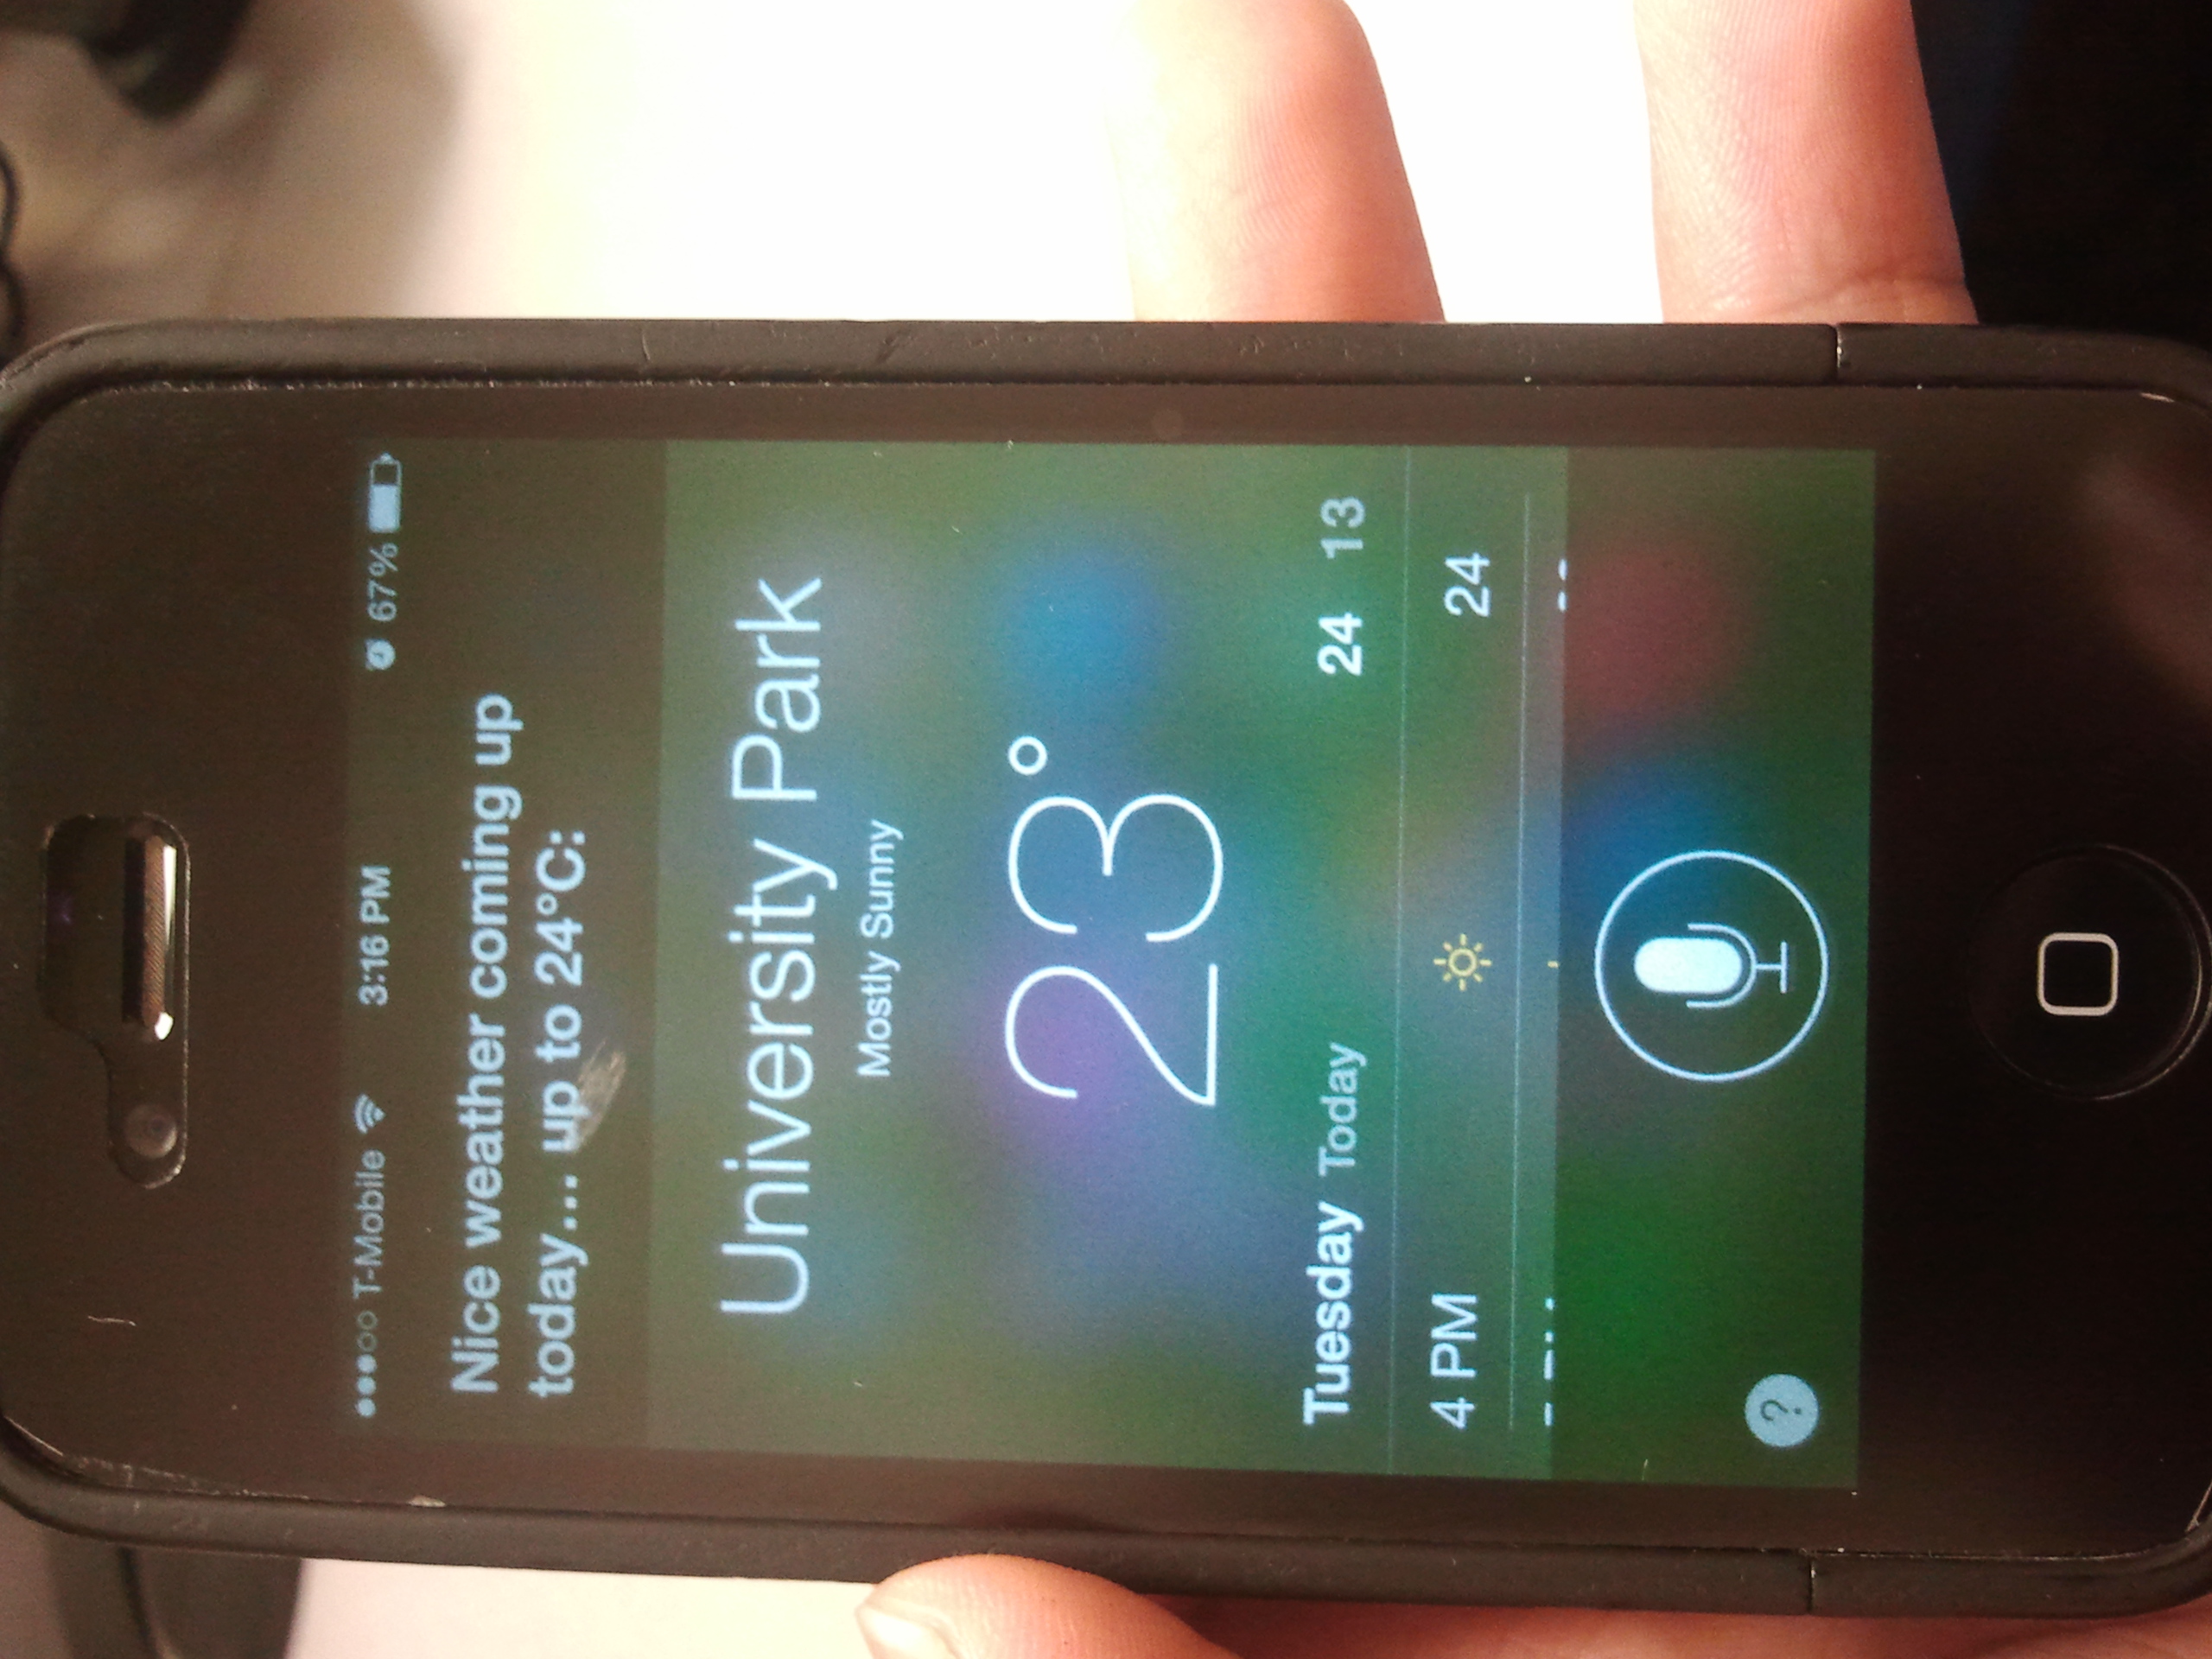 T-Mobile 3:16 PM 67%
Nice weather coming up
today... up to 24°C:
University Park
Mostly Sunny
23°
Tuesday Today 24 13
4 PM 24
?